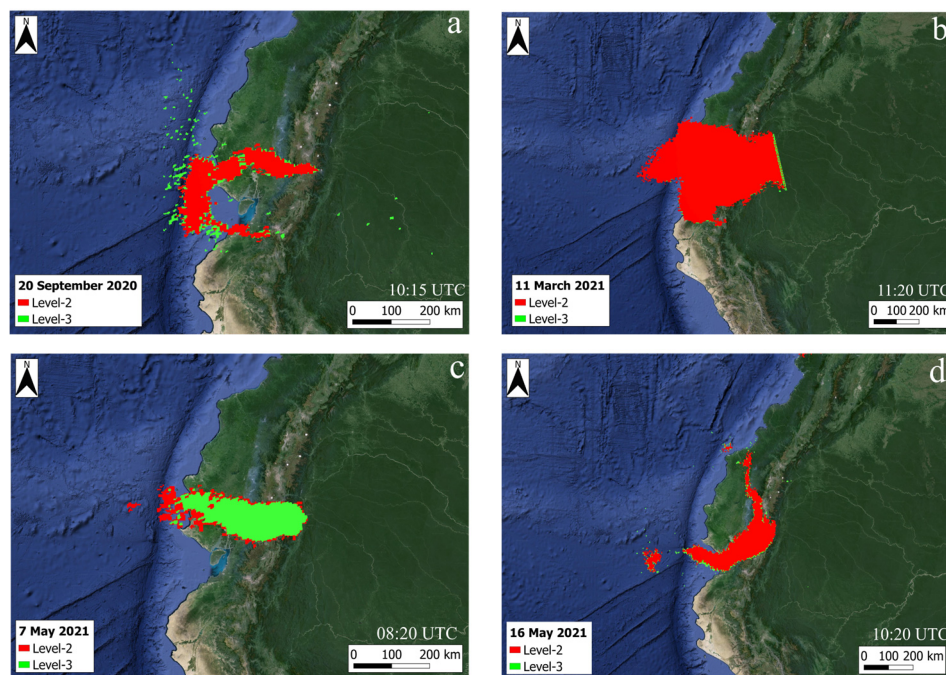 N
a
20 September 2020
Level-2
Level-3
10:15 UTC
0 100 200 km
N
b
11 March 2021
Level-2
Level-3
11:20 UTC
0 100 200 km
N
c
7 May 2021
Level-2
Level-3
08:20 UTC
0 100 200 km
N
d
16 May 2021
Level-2
Level-3
10:20 UTC
0 100 200 km